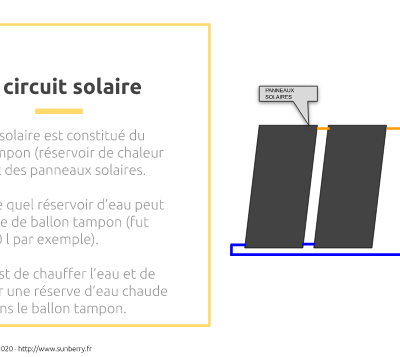 circuit solaire
solaire est constitué du
mpon (réservoir de chaleur
des panneaux solaires.
quel réservoir d'eau peut
e de ballon tampon (fut
l par exemple).
st de chauffer l'eau et de
r une réserve d'eau chaude
ns le ballon tampon.
PANNEAUX
SOLAIRES
2020 - http://www.sunberry.fr